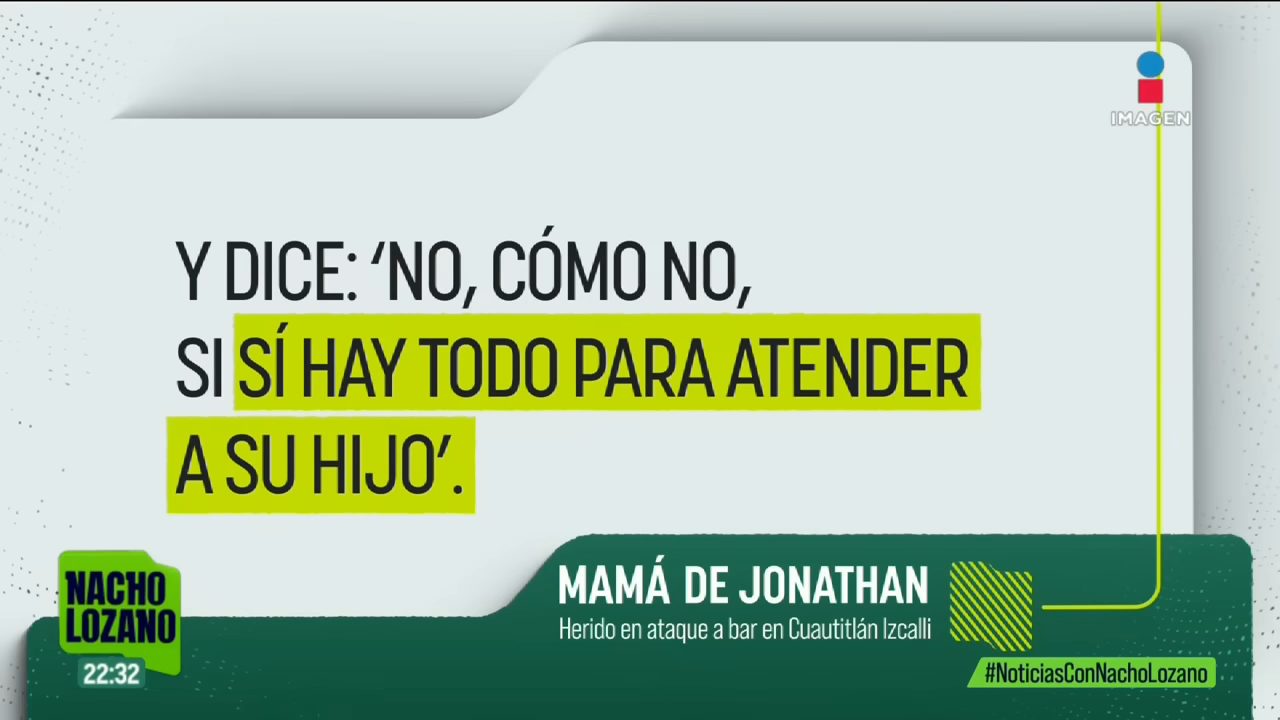 IMAGEN
Y DICE: ‘NO, CÓMO NO,
SI SÍ HAY TODO PARA ATENDER
A SU HIJO’.
MAMÁ DE JONATHAN
Herido en ataque a bar en Cuautitlán Izcalli
NACHO
LOZANO
22:32
#NoticiasConNachoLozano